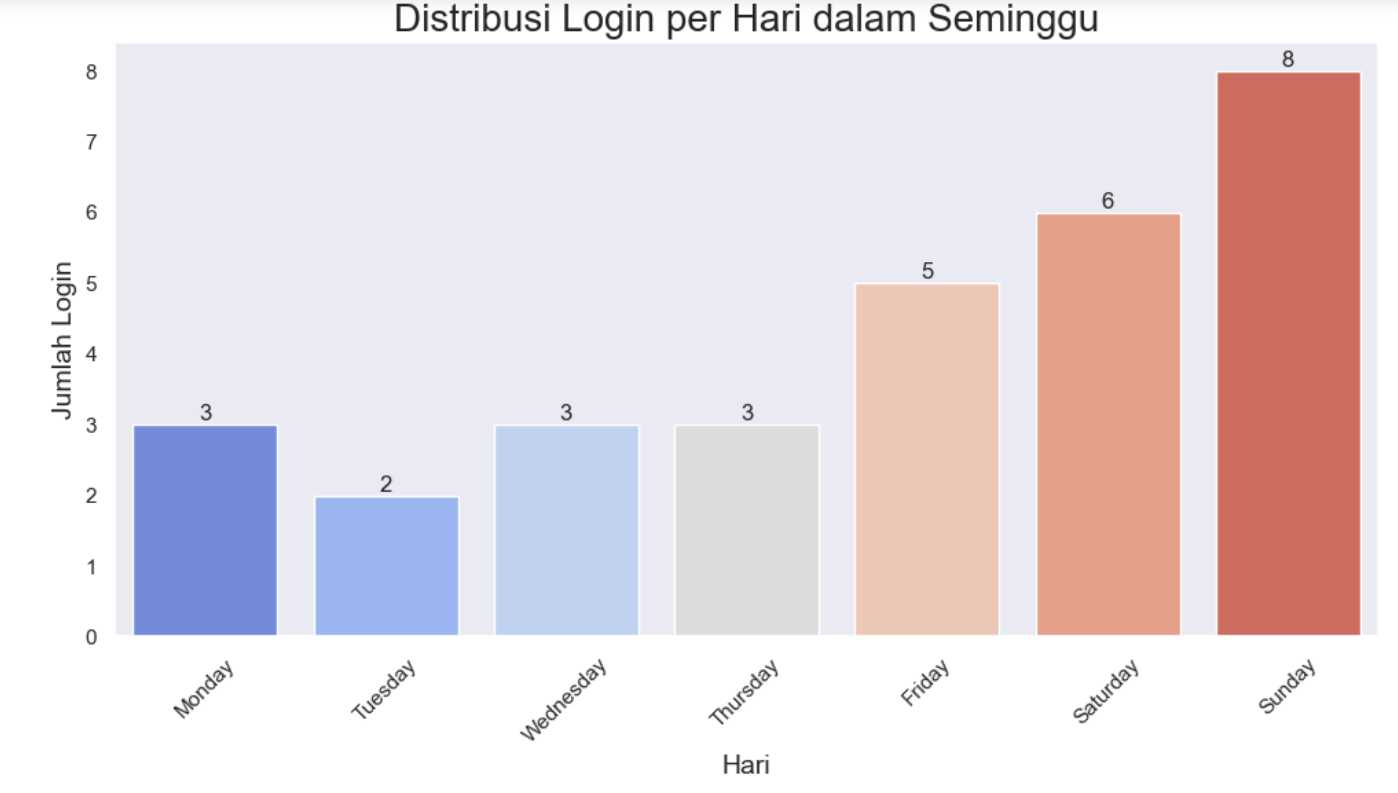 Distribusi Login per Hari dalam Seminggu
Jumlah Login
8
7
6
5
4
3
2
1
0
3
2
3
3
5
6
8
Monday
Tuesday
Wednesday
Thursday
Friday
Saturday
Sunday
Hari